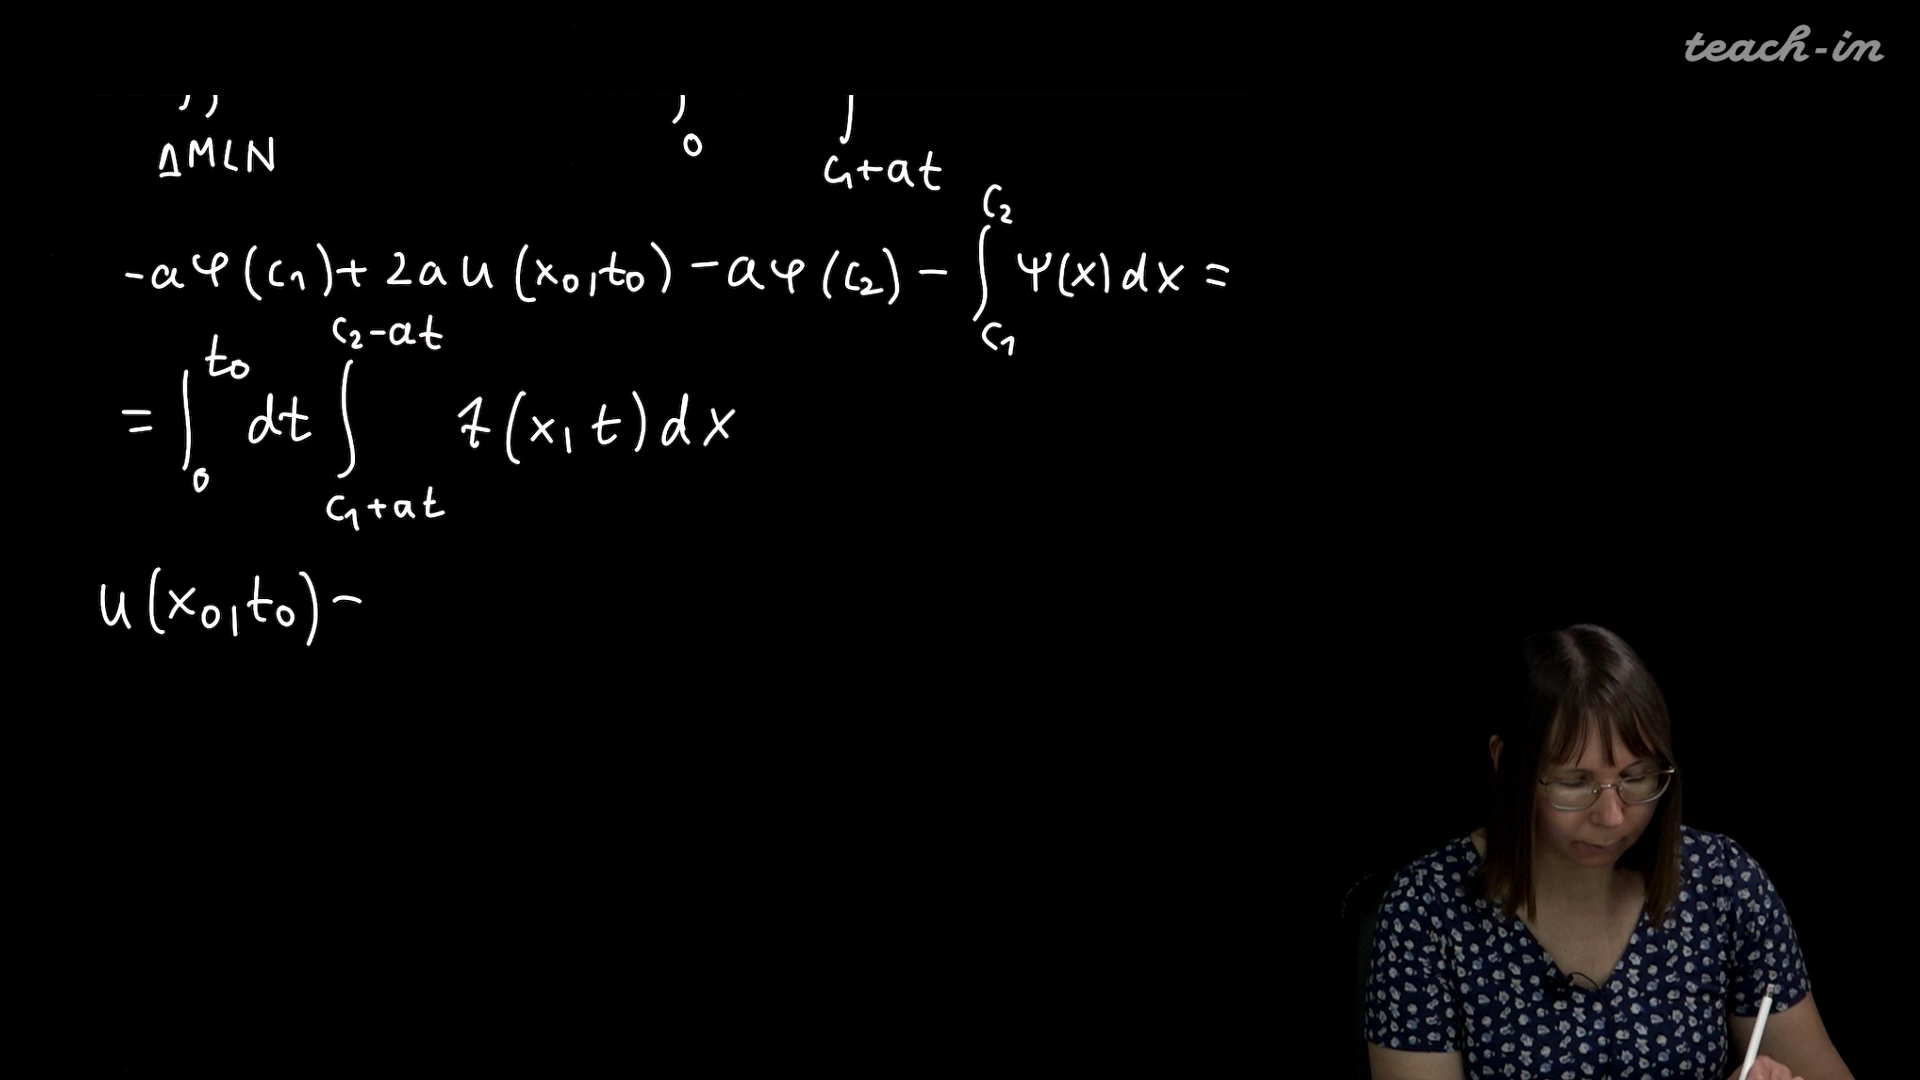 teach-in
ΔMLN
0
c₁+at
-aφ(c₁)+2au(x₀,t₀)-aφ(c₂)-∫_{c₁}^{c₂}ψ(x)dx=
=∫_{0}^{t₀}dt∫_{c₁+at}^{c₂-at}f(x,t)dx
u(x₀,t₀)-